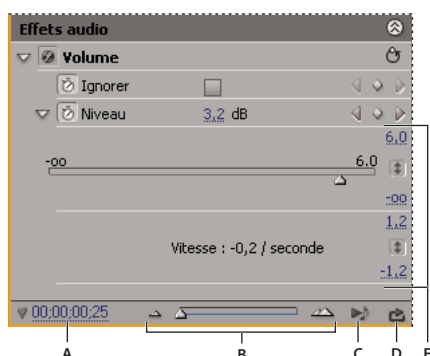 Effets audio
Volume
Ignorer
Niveau 3,2 dB
6,0
-oo 6.0
-oo
1,2
Vitesse : -0,2 / seconde
-1,2
00;00;00;25
A B C D E